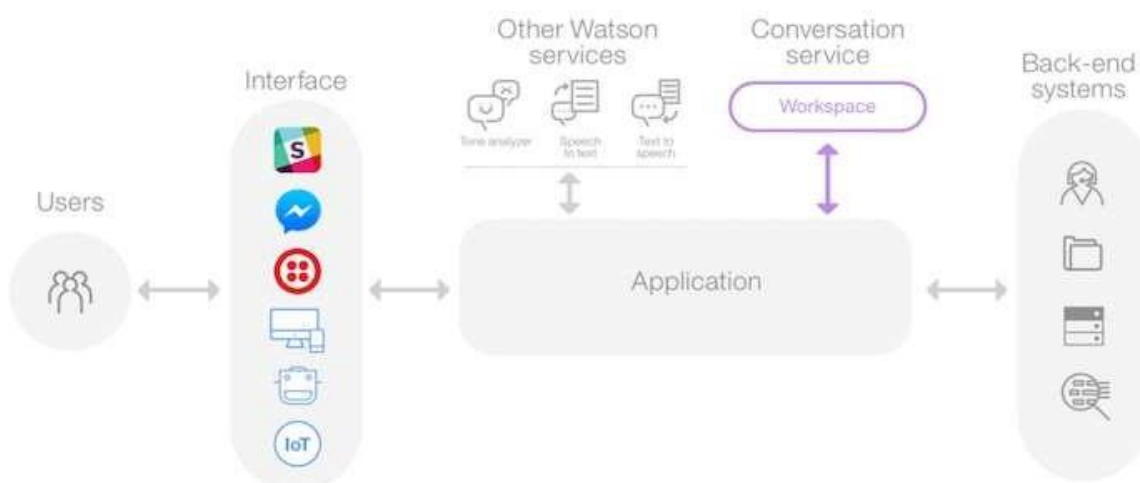 Other Watson
services
Conversation
service
Interface
Back-end
systems
Workspace
S
Tone analyzer
Speech
to text
Text to
speech
Users
Application
IoT